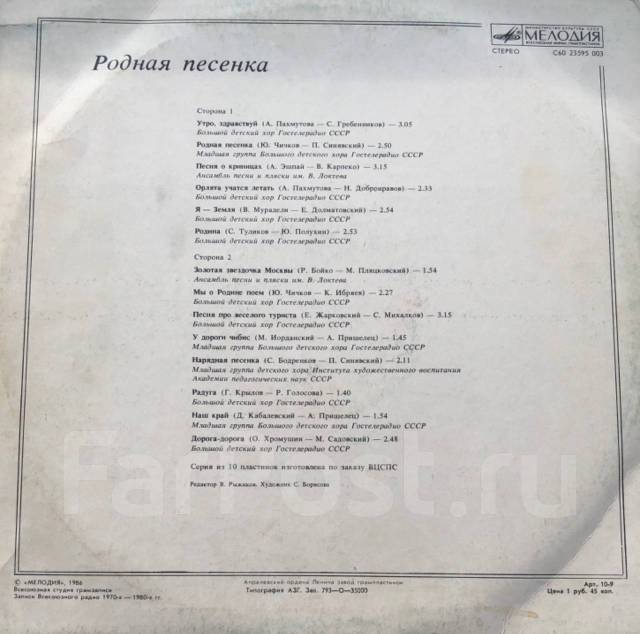 МИНИСТЕРСТВО КУЛЬТУРЫ СССР
МЕЛОДИЯ
ВСЕСОЮЗНАЯ ФИРМА ГРАМПЛАСТИНОК
СТЕРЕО С60 23595 003
Родная песенка
Сторона 1
Утро, здравствуй (А. Пахмутова — С. Гребенников) — 3.05
Большой детский хор Гостелерадио СССР
Родная песенка (Ю. Чичков — П. Синявский) — 2.50
Младшая группа Большого детского хора Гостелерадио СССР
Песня о криницах (А. Эшпай — В. Карпеко) — 3.15
Ансамбль песни и пляски им. В. Локтева
Орлята учатся летать (А. Пахмутова — Н. Добронравов) — 2.33
Большой детский хор Гостелерадио СССР
Я — Земля (В. Мурадели — Е. Долматовский) — 2.54
Большой детский хор Гостелерадио СССР
Родина (С. Туликов — Ю. Полухин) — 2.53
Большой детский хор Гостелерадио СССР
Сторона 2
Золотая звездочка Москвы (Р. Бойко — М. Пляцковский) — 1.54
Ансамбль песни и пляски им. В. Локтева
Мы о Родине поем (Ю. Чичков — К. Ибряев) — 2.27
Большой детский хор Гостелерадио СССР
Песня про веселого туриста (Е. Жарковский — С. Михалков) — 3.15
Большой детский хор Гостелерадио СССР
У дороги чибис (М. Иорданский — А. Пришелец) — 1.45
Младшая группа Большого детского хора Гостелерадио СССР
Нарядная песенка (С. Бодренков — П. Синявский) — 2.11
Младшая группа детского хора Института художественного воспитания
Академии педагогических наук СССР
Радуга (Г. Крылов — Р. Голосова) — 1.40
Большой детский хор Гостелерадио СССР
Наш край (Д. Кабалевский — А. Пришелец) — 1.54
Младшая группа Большого детского хора Гостелерадио СССР
Дорога-дорога (О. Хромушин — М. Садовский) — 2.48
Большой детский хор Гостелерадио СССР
Серия из 10 пластинок изготовлена по заказу ВЦСПС
Редактор В. Рыжиков. Художник С. Борисова
FarPost.ru
© «МЕЛОДИЯ», 1986
Всесоюзная студия грамзаписи
Записи Всесоюзного радио 1970-х — 1980-х гг.
Апрелевский ордена Ленина завод грампластинок
Типография АЗГ. Зак. 793—О—35000
Арт. 10-9
Цена 1 руб. 45 коп.